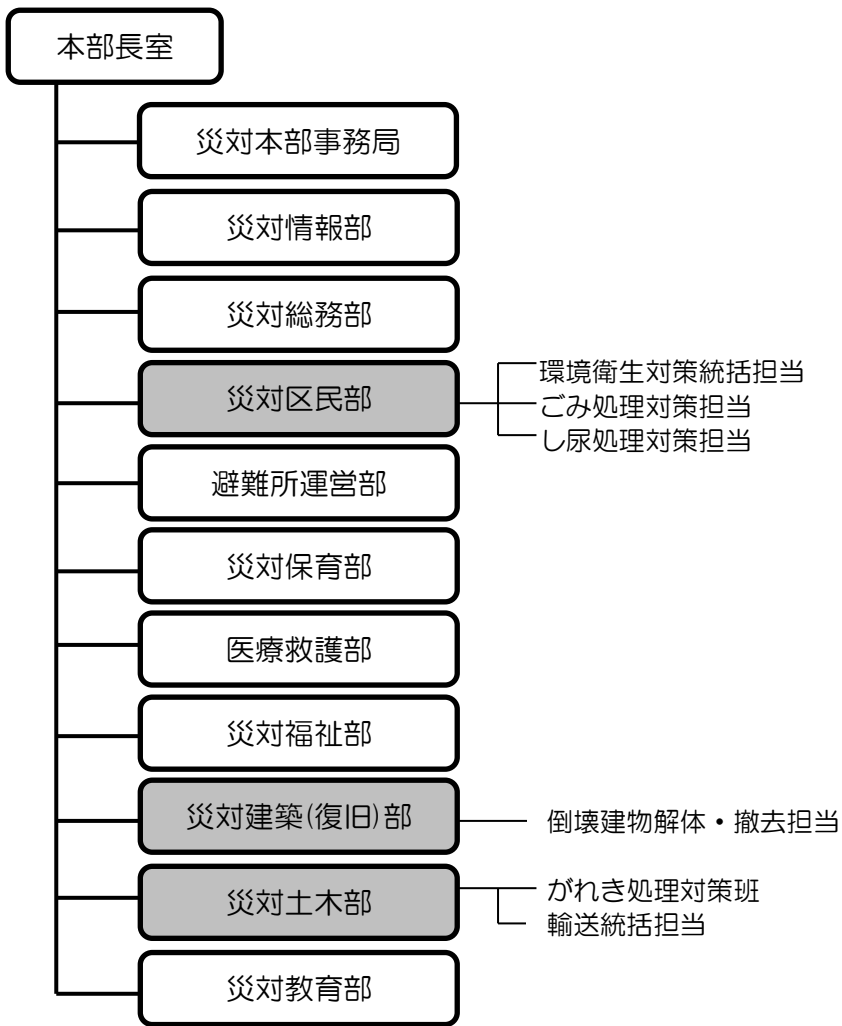 本部長室
災対本部事務局
災対情報部
災対総務部
災対区民部
環境衛生対策統括担当
ごみ処理対策担当
し尿処理対策担当
避難所運営部
災対保育部
医療救護部
災対福祉部
災対建築(復旧)部
倒壊建物解体・撤去担当
災対土木部
がれき処理対策班
輸送統括担当
災対教育部